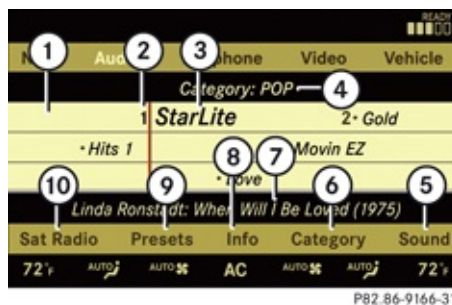 READY
1 2 3
N Aud phone Video Vehicle
Category: POP 4
1 StarLite 2 · Gold
· Hits 1 8 7 Movin EZ
10 9 · Love 6 5
Linda Ronstadt: When Will I Be Loved (1975)
Sat Radio Presets Info Category Sound
72°F AUTO AUTO AC AUTO AUTO 72°F
P82.86-9166-31